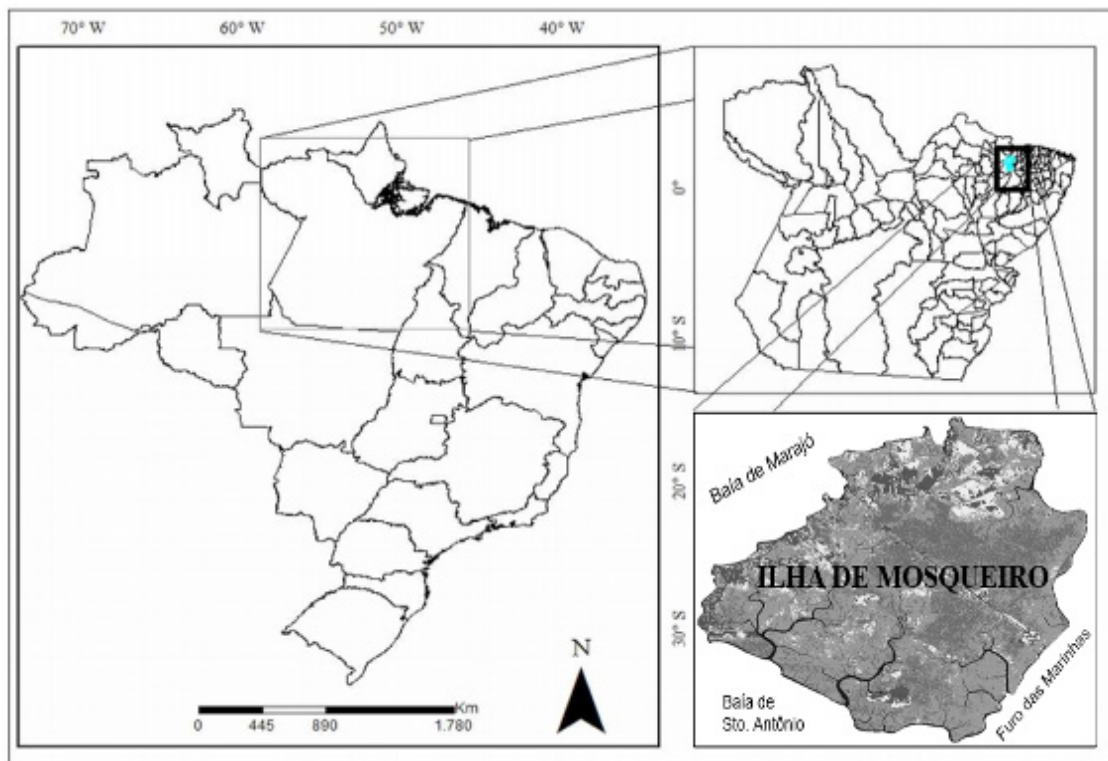 70° W 60° W 50° W 40° W
0°
10° S
20° S
30° S
N
Km
0 445 890 1.780
Baía de Marajó
ILHA DE MOSQUEIRO
Baía de
Sto. Antônio
Furo das Marinhas